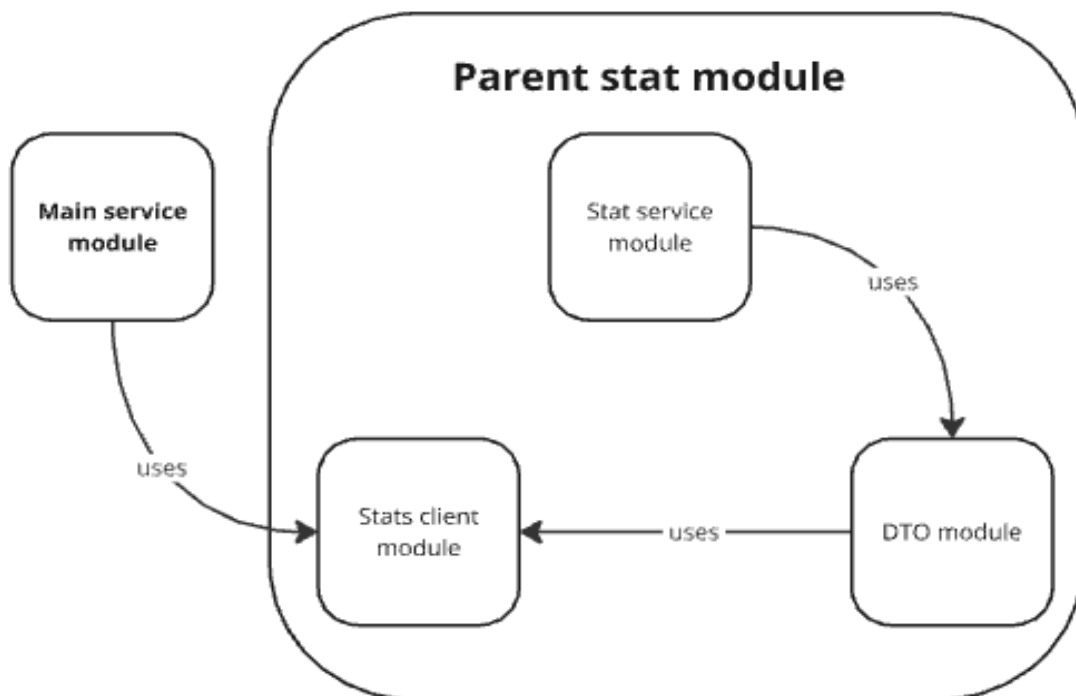 Parent stat module
Main service
module
Stat service
module
uses
uses
Stats client
module
uses
DTO module